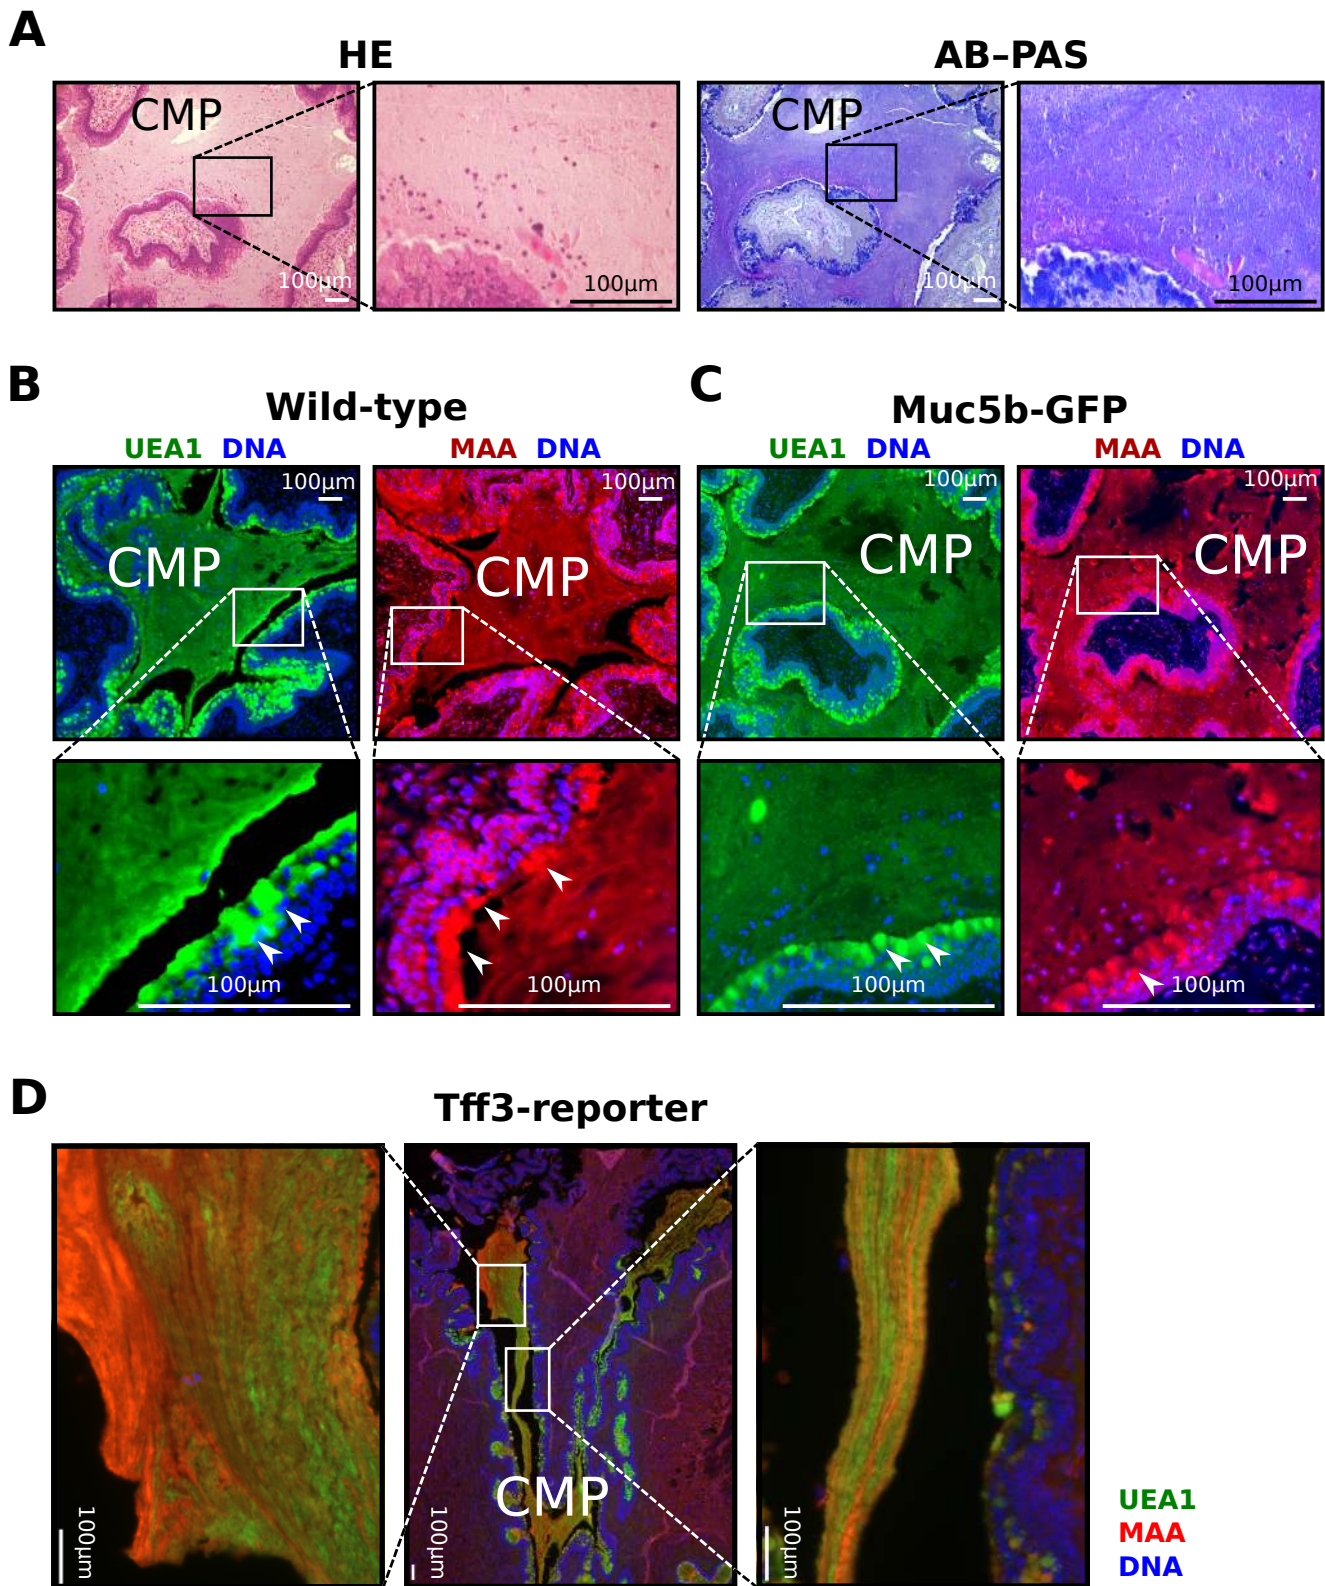 A
HE
AB–PAS
CMP
100µm
100µm
CMP
100µm
100µm
B
Wild-type
UEA1 DNA
MAA DNA
C
Muc5b-GFP
UEA1 DNA
MAA DNA
100µm
CMP
100µm
CMP
100µm
CMP
100µm
CMP
100µm
100µm
100µm
100µm
D
Tff3-reporter
100µm
CMP
100µm
100µm
UEA1
MAA
DNA